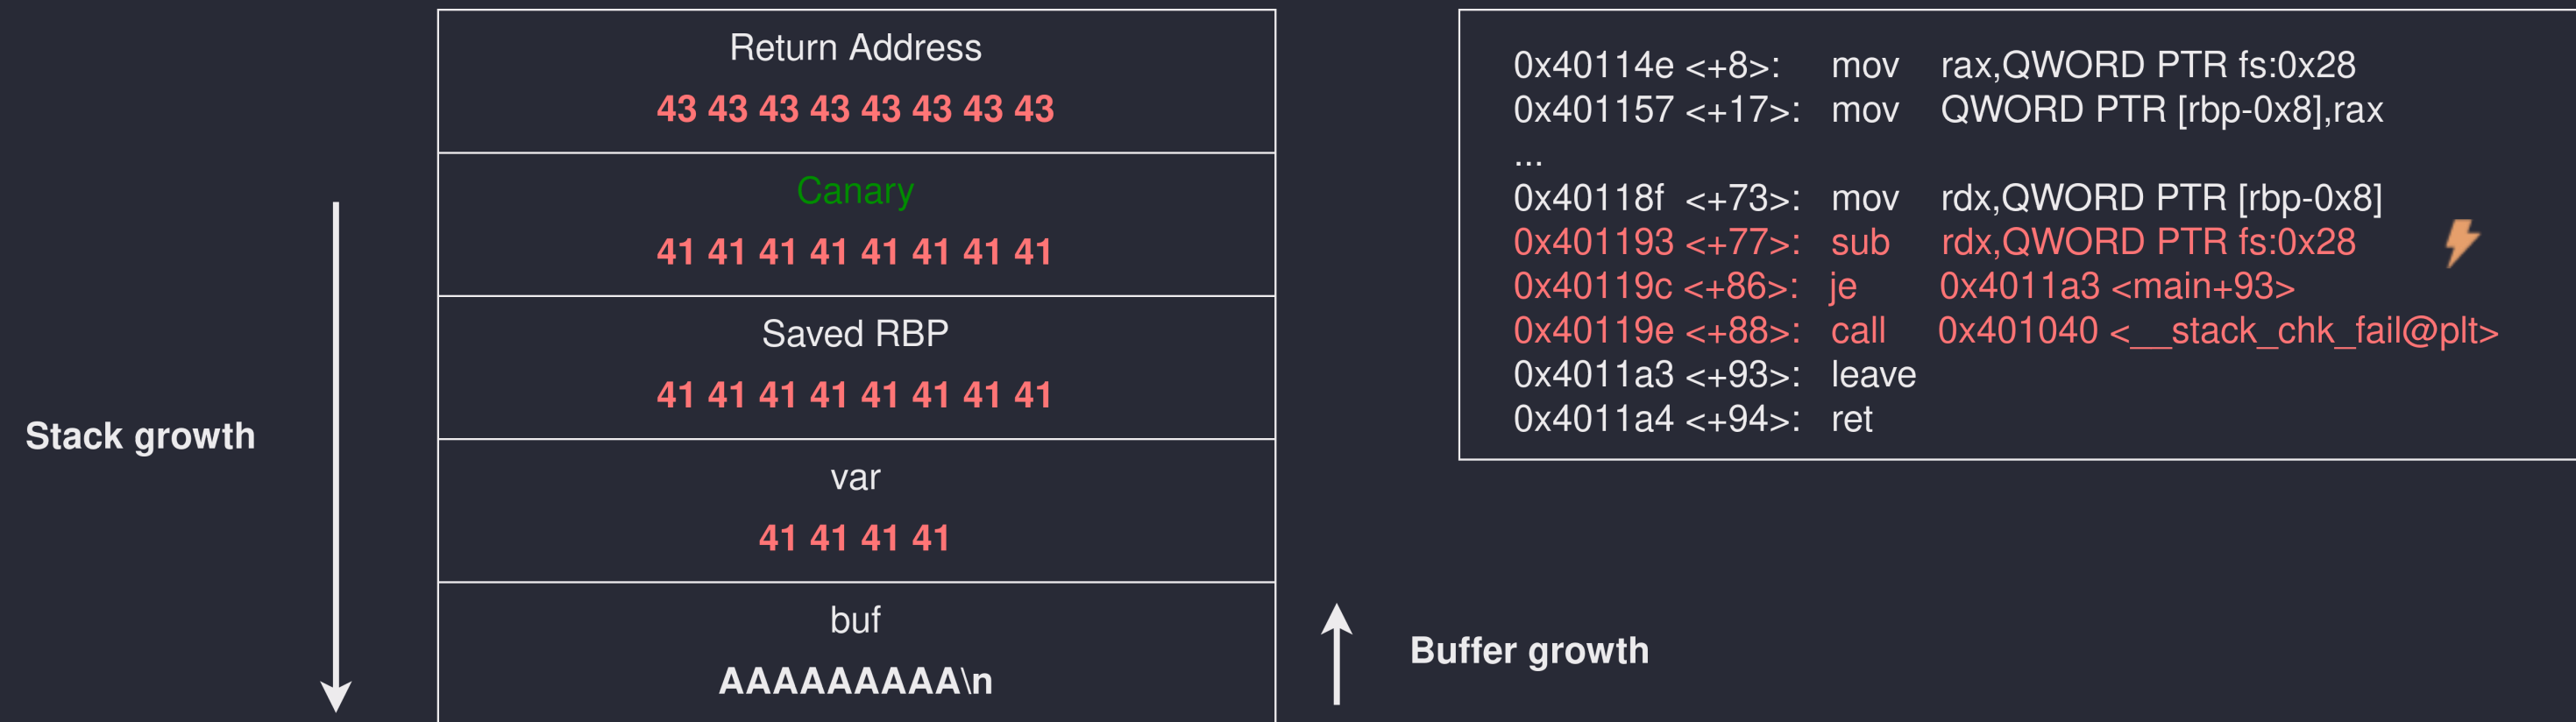 Return Address
43 43 43 43 43 43 43 43
Canary
41 41 41 41 41 41 41 41
Saved RBP
41 41 41 41 41 41 41 41
var
41 41 41 41
buf
AAAAAAAAA\n
Stack growth
Buffer growth
0x40114e <+8>: mov rax,QWORD PTR fs:0x28
0x401157 <+17>: mov QWORD PTR [rbp-0x8],rax
...
0x40118f <+73>: mov rdx,QWORD PTR [rbp-0x8]
0x401193 <+77>: sub rdx,QWORD PTR fs:0x28
0x40119c <+86>: je 0x4011a3 <main+93>
0x40119e <+88>: call 0x401040 <__stack_chk_fail@plt>
0x4011a3 <+93>: leave
0x4011a4 <+94>: ret